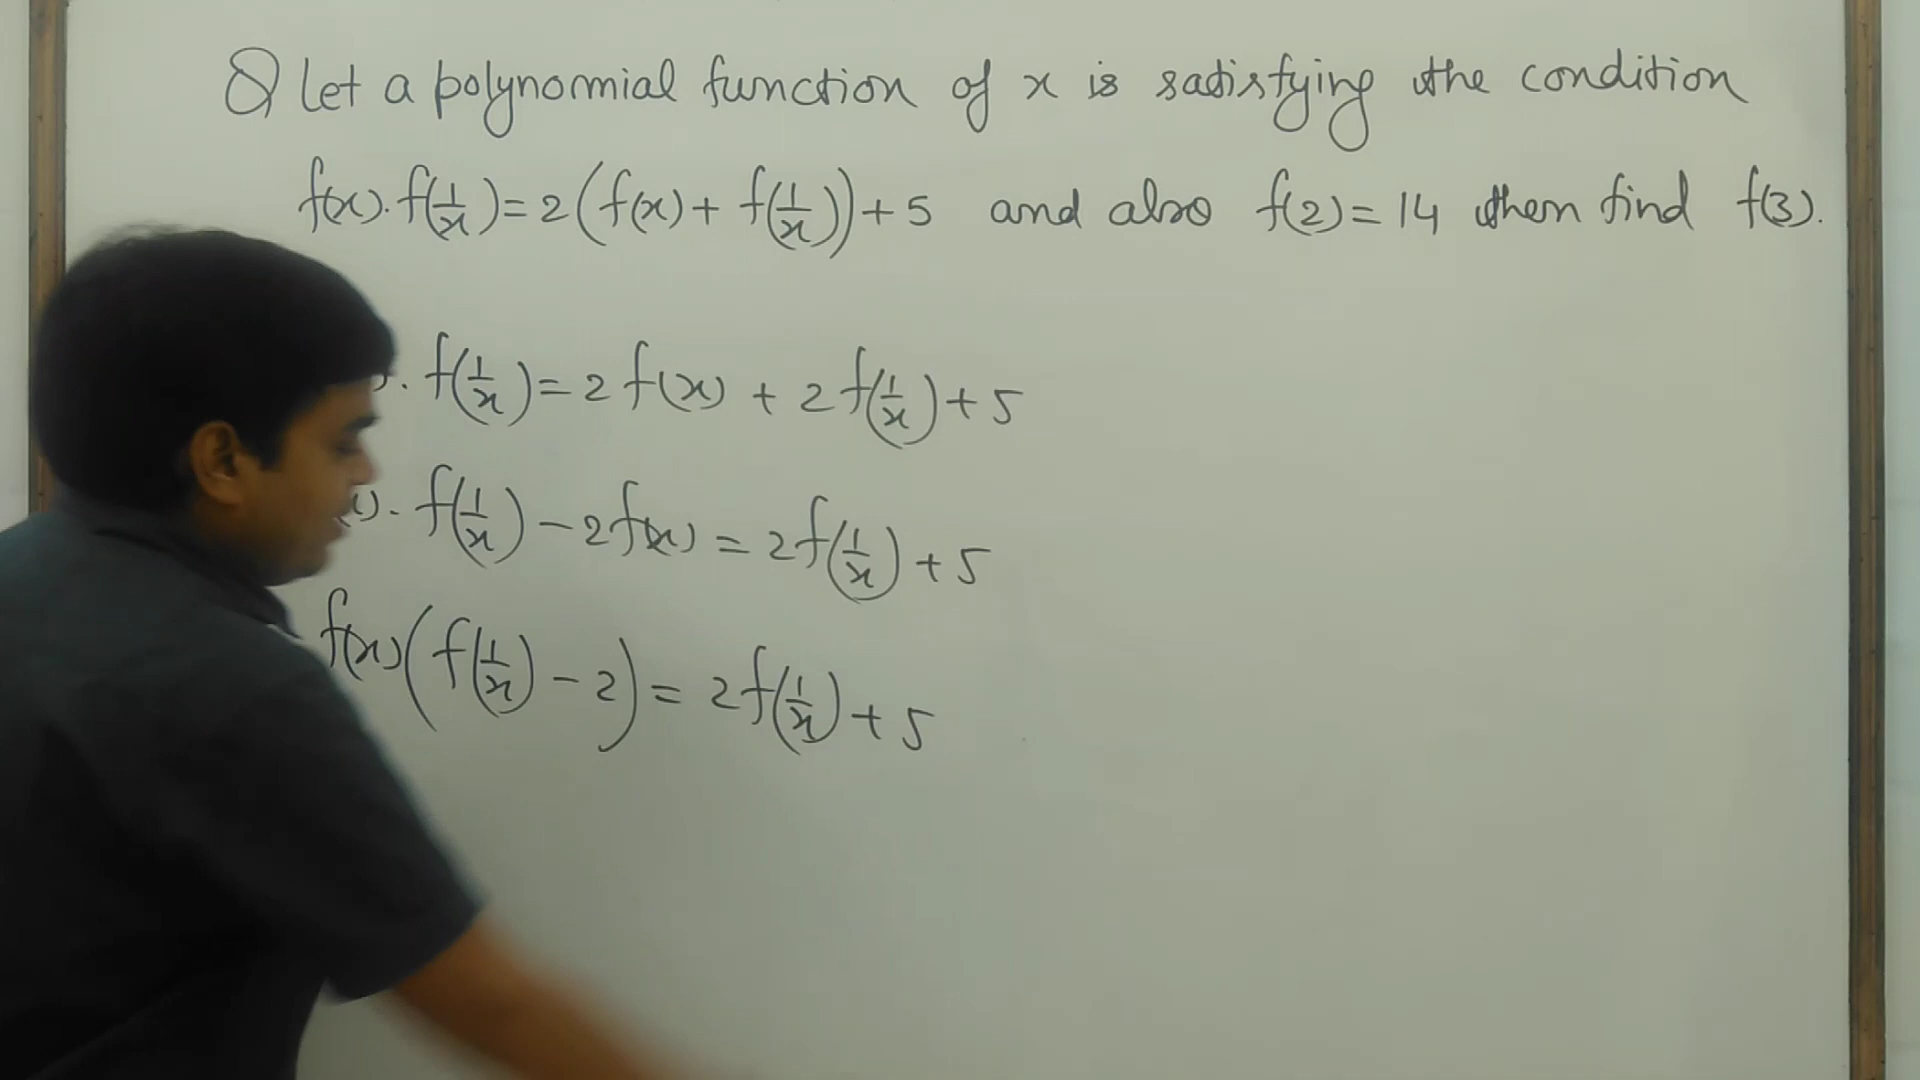 Q Let a polynomial function of x is satisfying the condition
f(x).f(1/x)=2(f(x)+f(1/x))+5 and also f(2)=14 then find f(3).
).f(1/x)=2f(x)+2f(1/x)+5
x).f(1/x)-2f(x)=2f(1/x)+5
f(x)(f(1/x)-2)=2f(1/x)+5